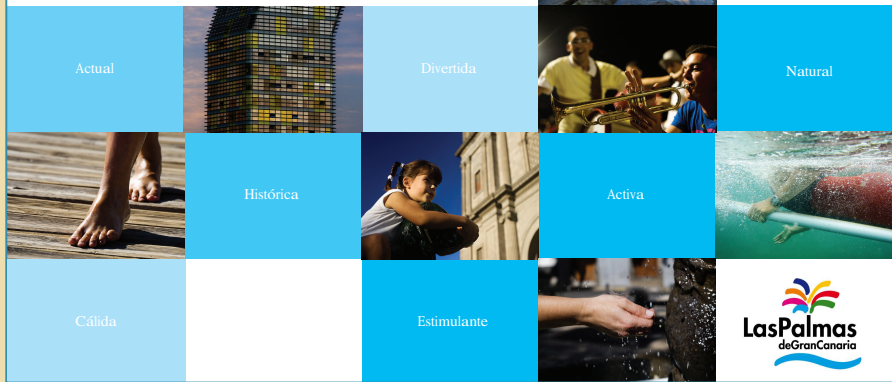 Actual
Divertida
Natural
Histórica
Activa
Cálida
Estimulante
LasPalmas
deGranCanaria